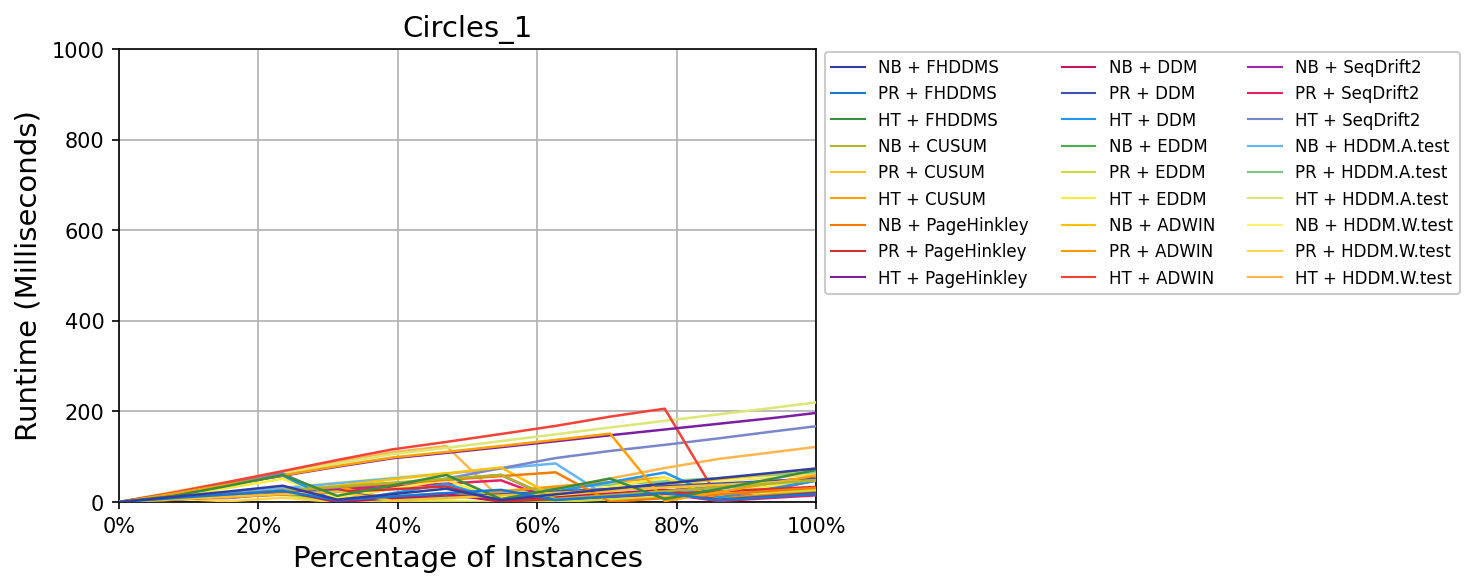 Circles_1
Runtime (Milliseconds)
1000
800
600
400
200
0
0%
20%
40%
60%
80%
100%
Percentage of Instances
NB + FHDDMS
PR + FHDDMS
HT + FHDDMS
NB + CUSUM
PR + CUSUM
HT + CUSUM
NB + PageHinkley
PR + PageHinkley
HT + PageHinkley
NB + DDM
PR + DDM
HT + DDM
NB + EDDM
PR + EDDM
HT + EDDM
NB + ADWIN
PR + ADWIN
HT + ADWIN
NB + SeqDrift2
PR + SeqDrift2
HT + SeqDrift2
NB + HDDM.A.test
PR + HDDM.A.test
HT + HDDM.A.test
NB + HDDM.W.test
PR + HDDM.W.test
HT + HDDM.W.test